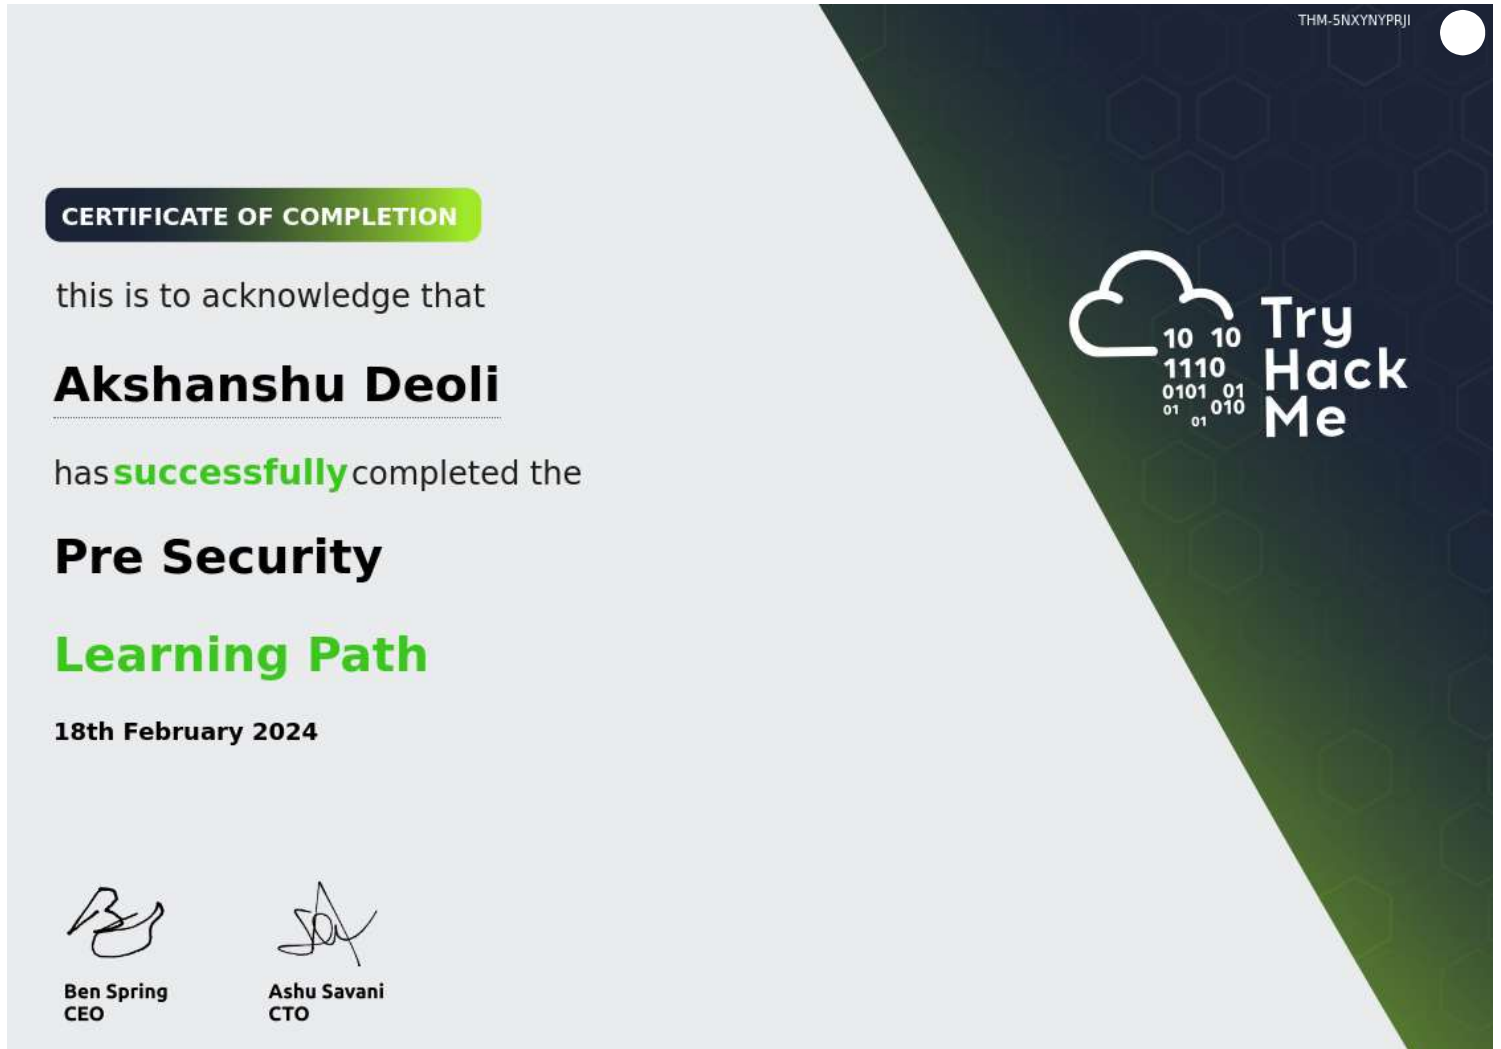 THM-5NXYNYPRJI
CERTIFICATE OF COMPLETION
this is to acknowledge that
Akshanshu Deoli
has successfully completed the
Pre Security
Learning Path
18th February 2024
10 10
1110
0101 01
01 010
01
Try
Hack
Me
Ben Spring
CEO
Ashu Savani
CTO